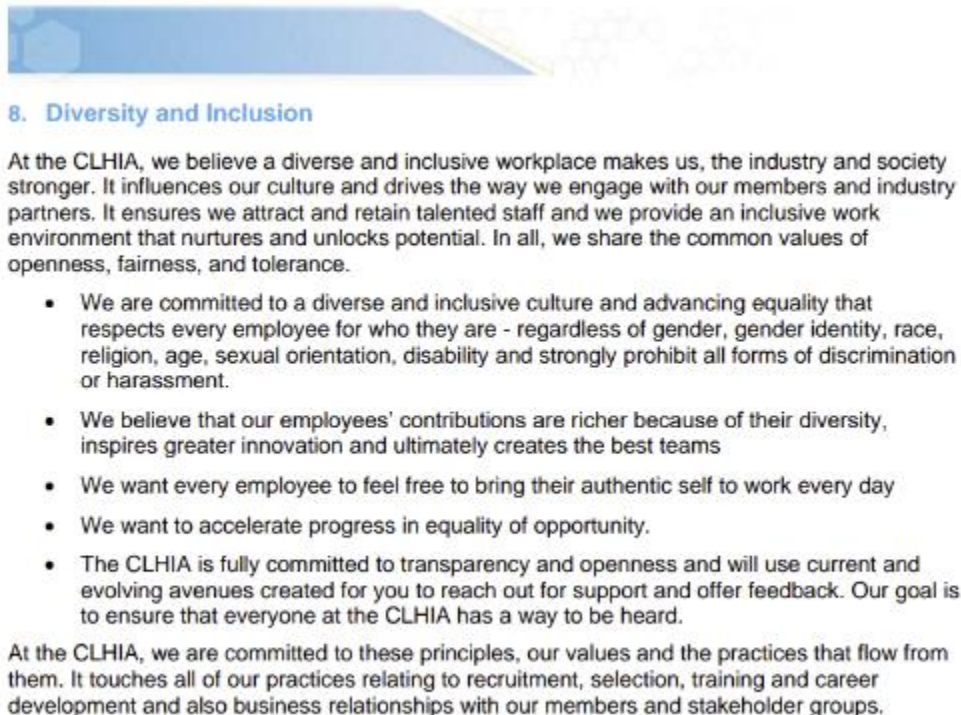 8. Diversity and Inclusion
At the CLHIA, we believe a diverse and inclusive workplace makes us, the industry and society
stronger. It influences our culture and drives the way we engage with our members and industry
partners. It ensures we attract and retain talented staff and we provide an inclusive work
environment that nurtures and unlocks potential. In all, we share the common values of
openness, fairness, and tolerance.
• We are committed to a diverse and inclusive culture and advancing equality that
respects every employee for who they are - regardless of gender, gender identity, race,
religion, age, sexual orientation, disability and strongly prohibit all forms of discrimination
or harassment.
• We believe that our employees' contributions are richer because of their diversity,
inspires greater innovation and ultimately creates the best teams
• We want every employee to feel free to bring their authentic self to work every day
• We want to accelerate progress in equality of opportunity.
• The CLHIA is fully committed to transparency and openness and will use current and
evolving avenues created for you to reach out for support and offer feedback. Our goal is
to ensure that everyone at the CLHIA has a way to be heard.
At the CLHIA, we are committed to these principles, our values and the practices that flow from
them. It touches all of our practices relating to recruitment, selection, training and career
development and also business relationships with our members and stakeholder groups.